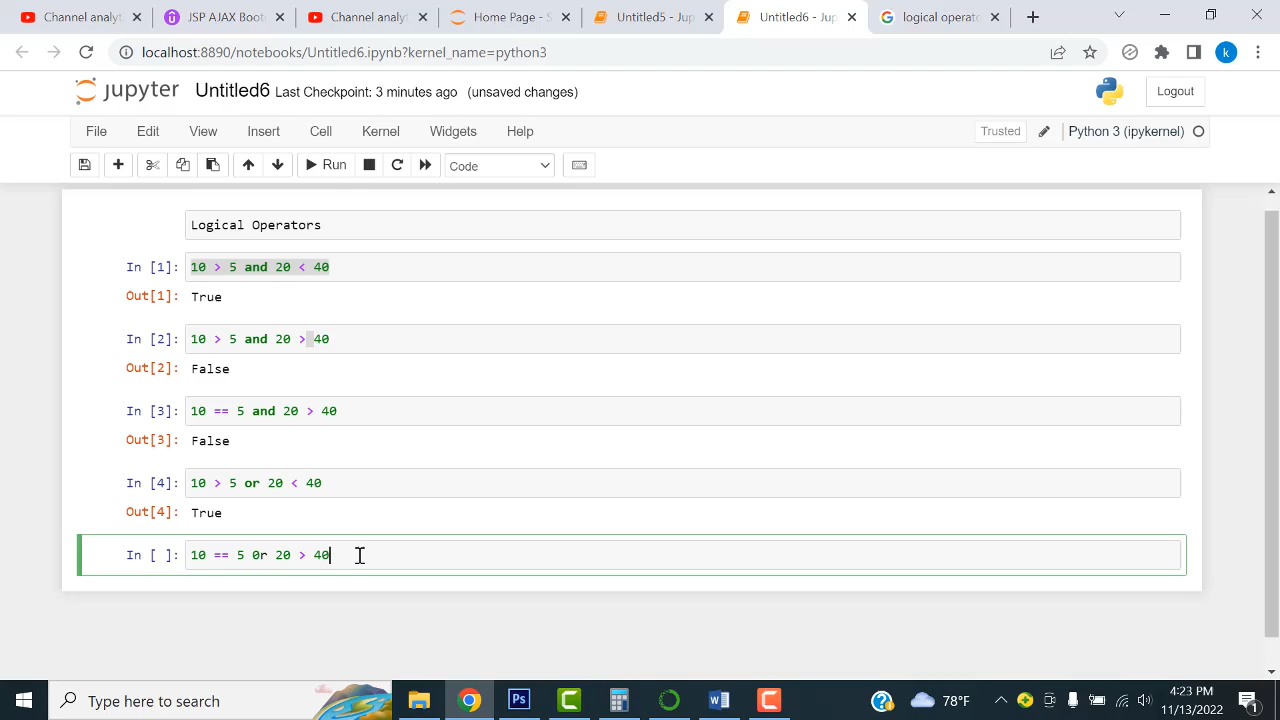 Channel analyt
JSP AJAX Boot
Channel analyt
Home Page - S
Untitled5 - Jup
Untitled6 - Jup
logical operato
localhost:8890/notebooks/Untitled6.ipynb?kernel_name=python3
k
jupyter Untitled6 Last Checkpoint: 3 minutes ago (unsaved changes)
Logout
File Edit View Insert Cell Kernel Widgets Help
Trusted
Python 3 (ipykernel)
Run
Code
Logical Operators
In [1]: 10 > 5 and 20 < 40
Out[1]: True
In [2]: 10 > 5 and 20 > 40
Out[2]: False
In [3]: 10 == 5 and 20 > 40
Out[3]: False
In [4]: 10 > 5 or 20 < 40
Out[4]: True
In [ ]: 10 == 5 0r 20 > 40
Type here to search
78°F
4:23 PM
11/13/2022
1